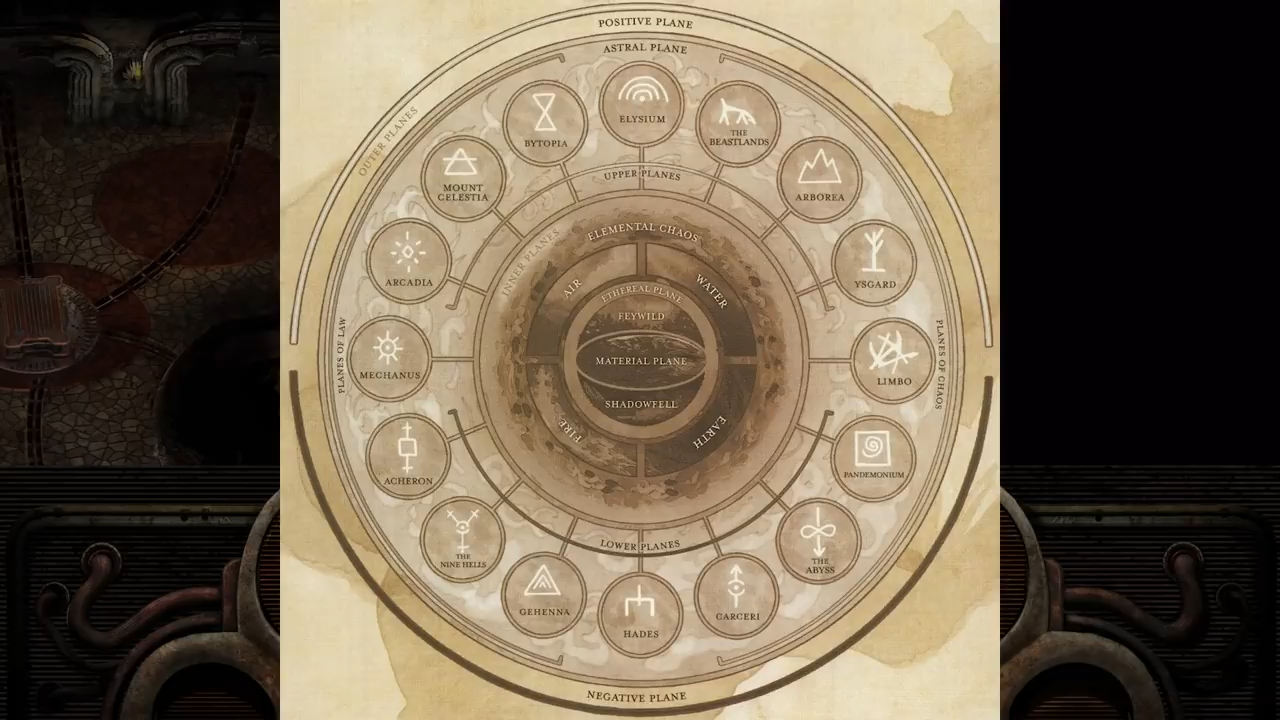 POSITIVE PLANE
ASTRAL PLANE
OUTER PLANES
ELYSIUM
BYTOPIA
THE
BEASTLANDS
MOUNT
CELESTIA
UPPER PLANES
ARBOREA
ELEMENTAL CHAOS
INNER PLANES
ARCADIA
YSGARD
AIR
WATER
ETHEREAL PLANE
FEYWILD
PLANES OF LAW
MATERIAL PLANE
PLANES OF CHAOS
MECHANUS
LIMBO
SHADOWFELL
FIRE
EARTH
ACHERON
PANDEMONIUM
THE
NINE HELLS
LOWER PLANES
THE
ABYSS
GEHENNA
HADES
CARCERI
NEGATIVE PLANE